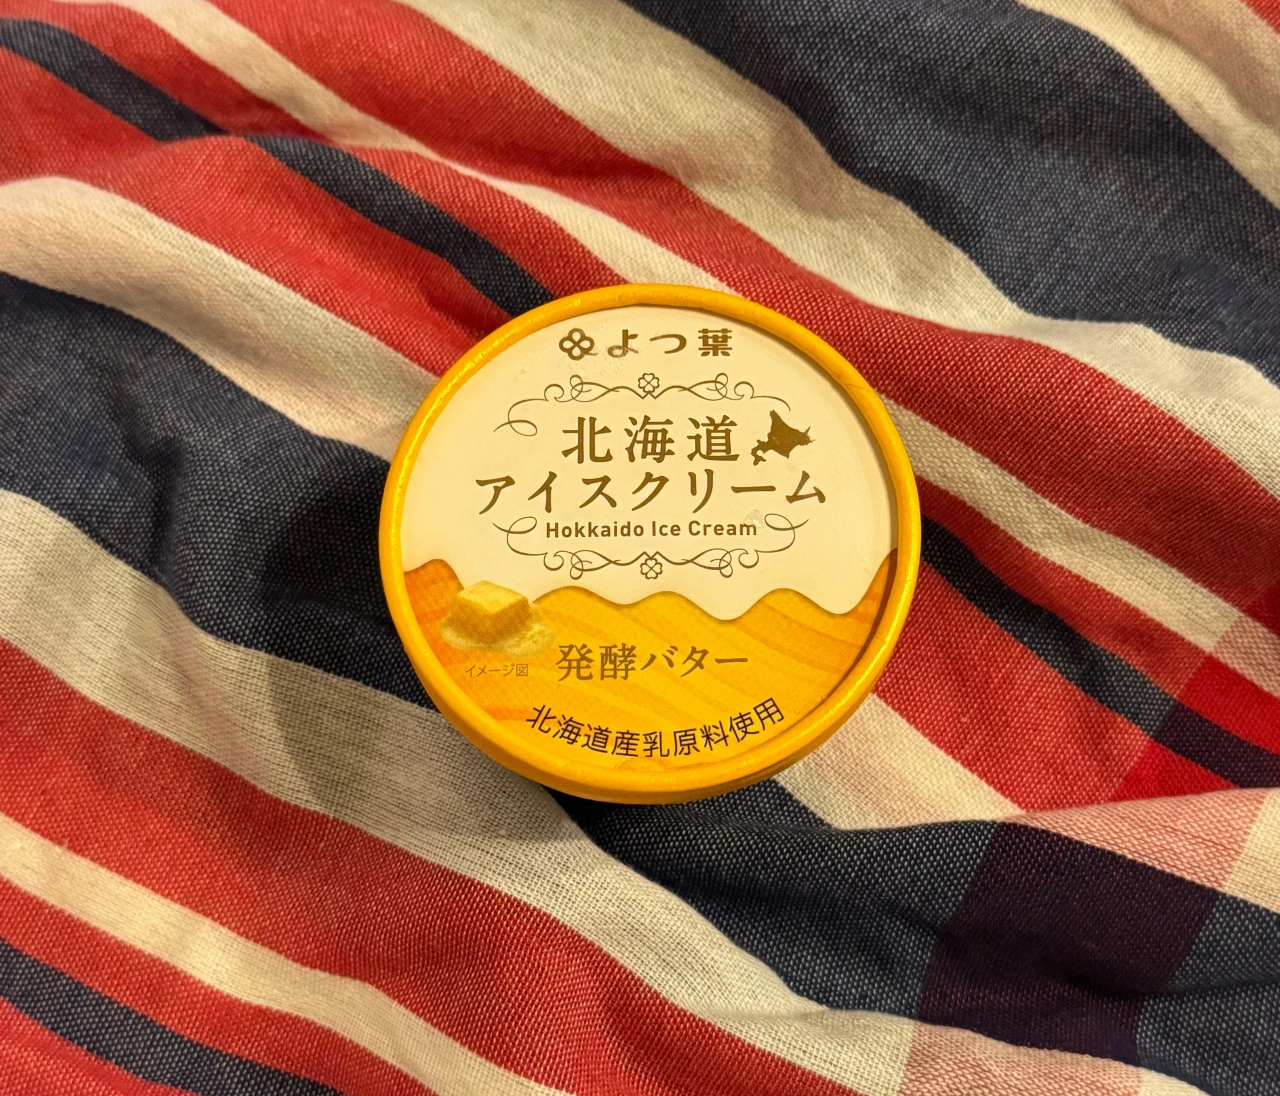 よつ葉
北海道
アイスクリーム
Hokkaido Ice Cream
イメージ図
発酵バター
北海道産乳原料使用